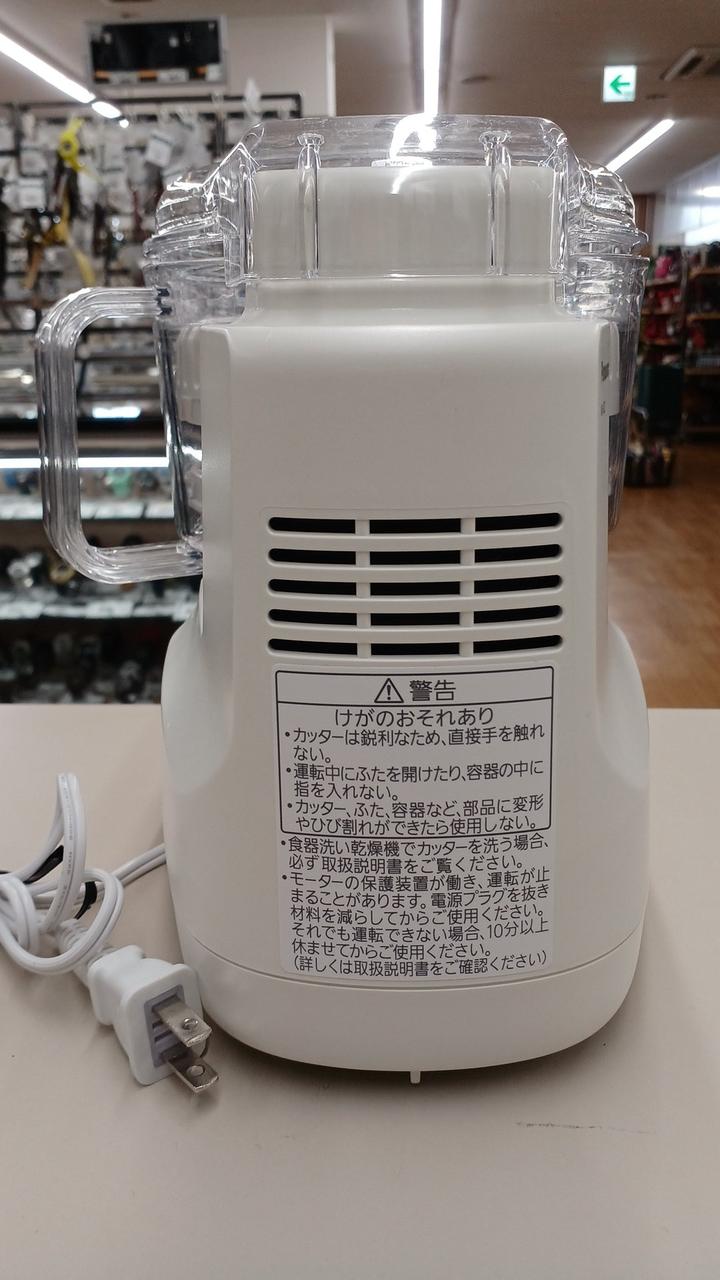 警告
けがのおそれあり
・カッターは鋭利なため、直接手を触れ
ない。
・運転中にふたを開けたり、容器の中に
指を入れない。
・カッター、ふた、容器など、部品に変形
やひび割れができたら使用しない。
・食器洗い乾燥機でカッターを洗う場合、
必ず取扱説明書をご覧ください。
・モーターの保護装置が働き、運転が止
まることがあります。電源プラグを抜き
材料を減らしてからご使用ください。
それでも運転できない場合、10分以上
休ませてからご使用ください。
(詳しくは取扱説明書をご確認ください)